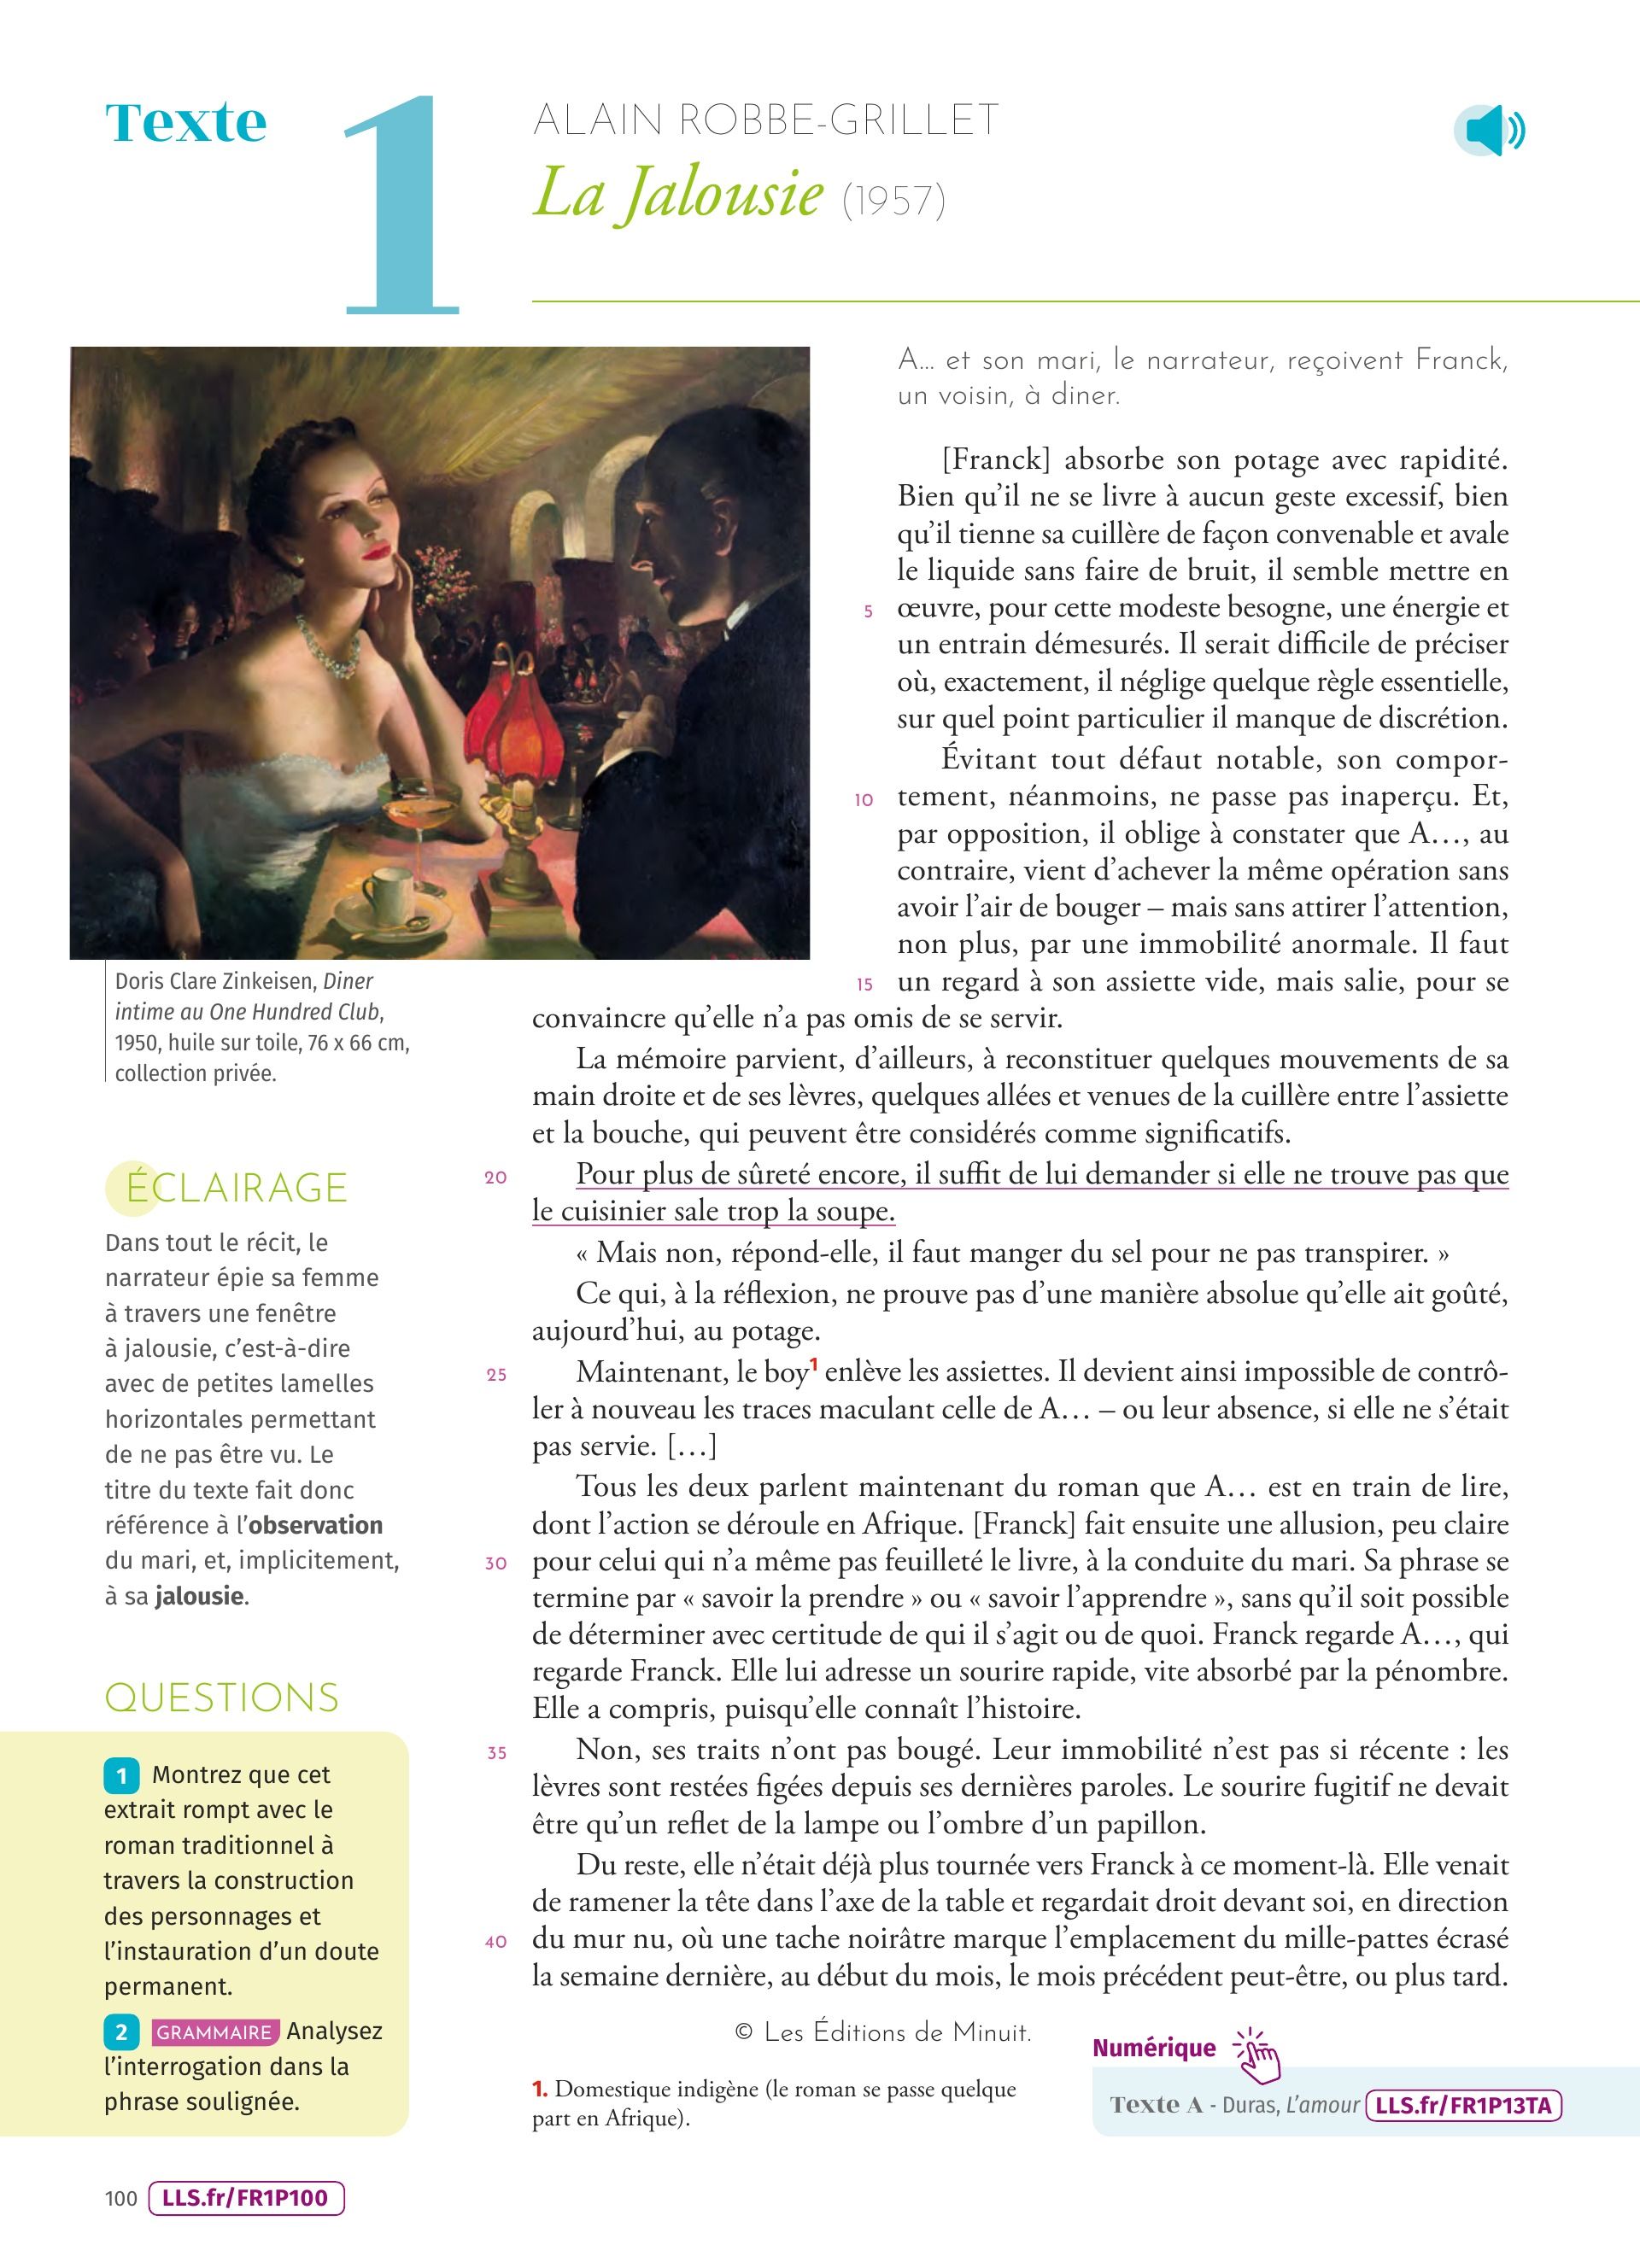 Texte 1
ALAIN ROBBE-GRILLET
La Jalousie (1957)
A... et son mari, le narrateur, reçoivent Franck,
un voisin, à diner.
[Franck] absorbe son potage avec rapidité.
Bien qu'il ne se livre à aucun geste excessif, bien
qu'il tienne sa cuillère de façon convenable et avale
le liquide sans faire de bruit, il semble mettre en
5 œuvre, pour cette modeste besogne, une énergie et
un entrain démesurés. Il serait difficile de préciser
où, exactement, il néglige quelque règle essentielle,
sur quel point particulier il manque de discrétion.
Évitant tout défaut notable, son compor-
10 tement, néanmoins, ne passe pas inaperçu. Et,
par opposition, il oblige à constater que A…, au
contraire, vient d'achever la même opération sans
avoir l'air de bouger – mais sans attirer l'attention,
non plus, par une immobilité anormale. Il faut
15 un regard à son assiette vide, mais salie, pour se
convaincre qu'elle n'a pas omis de se servir.
La mémoire parvient, d'ailleurs, à reconstituer quelques mouvements de sa
main droite et de ses lèvres, quelques allées et venues de la cuillère entre l'assiette
et la bouche, qui peuvent être considérés comme significatifs.
20 Pour plus de sûreté encore, il suffit de lui demander si elle ne trouve pas que
le cuisinier sale trop la soupe.
« Mais non, répond-elle, il faut manger du sel pour ne pas transpirer. »
Ce qui, à la réflexion, ne prouve pas d'une manière absolue qu'elle ait goûté,
aujourd'hui, au potage.
25 Maintenant, le boy1 enlève les assiettes. Il devient ainsi impossible de contrô-
ler à nouveau les traces maculant celle de A… – ou leur absence, si elle ne s'était
pas servie. […]
Tous les deux parlent maintenant du roman que A… est en train de lire,
dont l'action se déroule en Afrique. [Franck] fait ensuite une allusion, peu claire
30 pour celui qui n'a même pas feuilleté le livre, à la conduite du mari. Sa phrase se
termine par « savoir la prendre » ou « savoir l'apprendre », sans qu'il soit possible
de déterminer avec certitude de qui il s'agit ou de quoi. Franck regarde A…, qui
regarde Franck. Elle lui adresse un sourire rapide, vite absorbé par la pénombre.
Elle a compris, puisqu'elle connaît l'histoire.
35 Non, ses traits n'ont pas bougé. Leur immobilité n'est pas si récente : les
lèvres sont restées figées depuis ses dernières paroles. Le sourire fugitif ne devait
être qu'un reflet de la lampe ou l'ombre d'un papillon.
Du reste, elle n'était déjà plus tournée vers Franck à ce moment-là. Elle venait
de ramener la tête dans l'axe de la table et regardait droit devant soi, en direction
40 du mur nu, où une tache noirâtre marque l'emplacement du mille-pattes écrasé
la semaine dernière, au début du mois, le mois précédent peut-être, ou plus tard.
© Les Éditions de Minuit.
1. Domestique indigène (le roman se passe quelque
part en Afrique).
Doris Clare Zinkeisen, Diner
intime au One Hundred Club,
1950, huile sur toile, 76 x 66 cm,
collection privée.
ÉCLAIRAGE
Dans tout le récit, le
narrateur épie sa femme
à travers une fenêtre
à jalousie, c'est-à-dire
avec de petites lamelles
horizontales permettant
de ne pas être vu. Le
titre du texte fait donc
référence à l'observation
du mari, et, implicitement,
à sa jalousie.
QUESTIONS
1 Montrez que cet
extrait rompt avec le
roman traditionnel à
travers la construction
des personnages et
l'instauration d'un doute
permanent.
2 GRAMMAIRE Analysez
l'interrogation dans la
phrase soulignée.
Numérique
Texte A - Duras, L'amour LLS.fr/FR1P13TA
100 LLS.fr/FR1P100